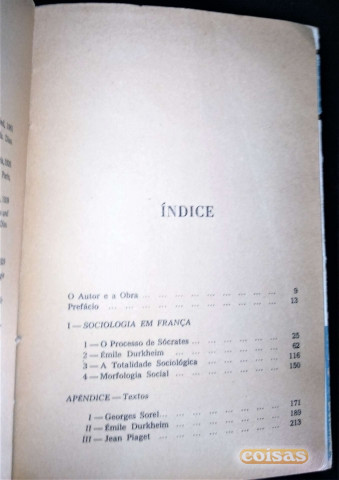 ÍNDICE
O Autor e a Obra ... ... ... ... ... ... ... 9
Prefácio ... ... ... ... ... ... ... ... ... 13
I — SOCIOLOGIA EM FRANÇA
1 — O Processo de Sócrates ... ... ... ... 25
2 — Émile Durkheim ... ... ... ... ... ... 62
3 — A Totalidade Sociológica ... ... ... ... 116
4 — Morfologia Social ... ... ... ... ... 150
APÊNDICE — Textos
I — Georges Sorel ... ... ... ... ... ... 171
II — Émile Durkheim ... ... ... ... ... ... 189
III — Jean Piaget ... ... ... ... ... ... 213
coisas